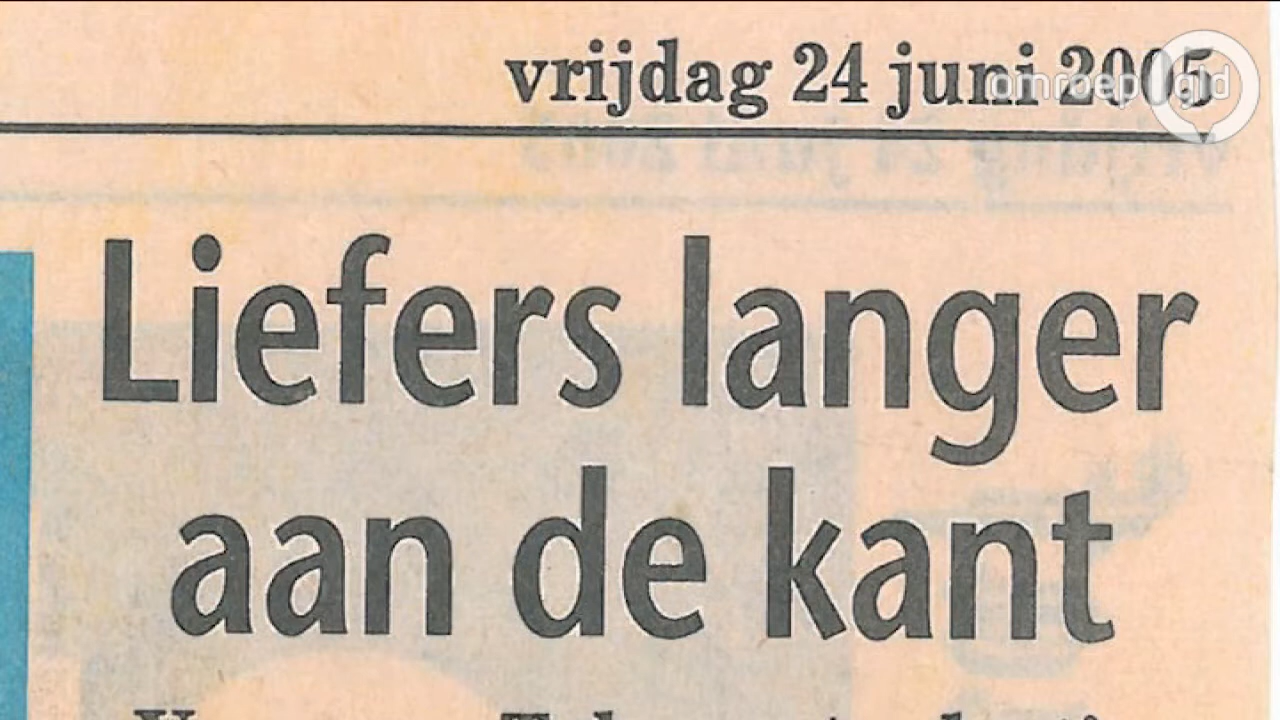 vrijdag 24 juni 2005
omroep gld
Liefers langer
aan de kant